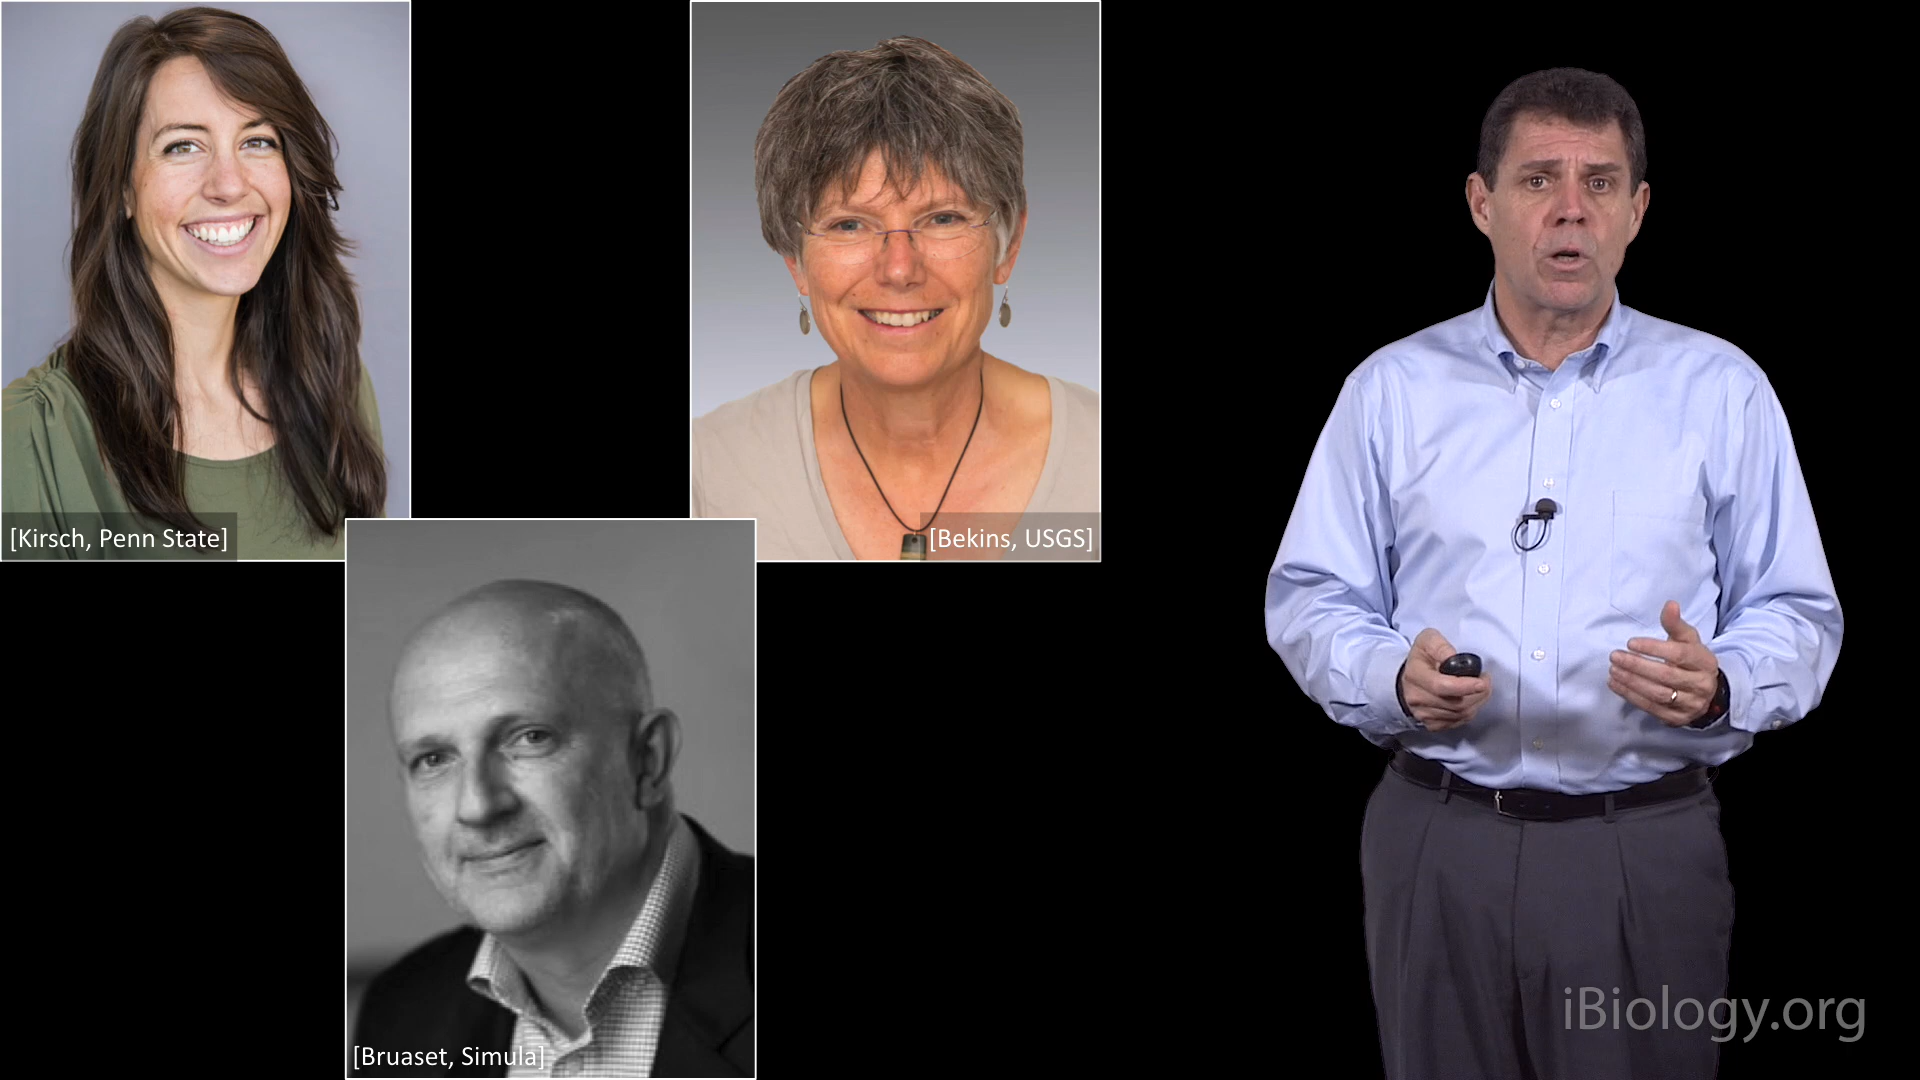 [Kirsch, Penn State]
[Bekins, USGS]
[Bruaset, Simula]
iBiology.org